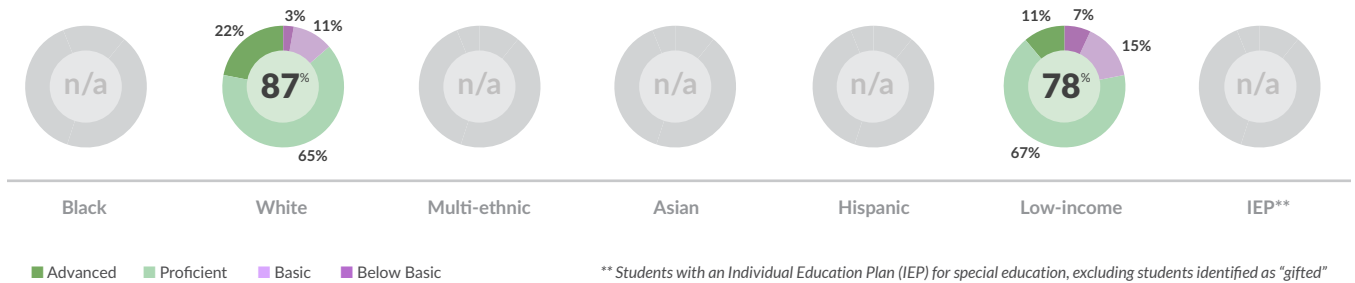 3%
11%
22%
65%
87%
11%
7%
15%
67%
78%
n/a
n/a
n/a
n/a
n/a
Black
White
Multi-ethnic
Asian
Hispanic
Low-income
IEP**
Advanced
Proficient
Basic
Below Basic
** Students with an Individual Education Plan (IEP) for special education, excluding students identified as “gifted”